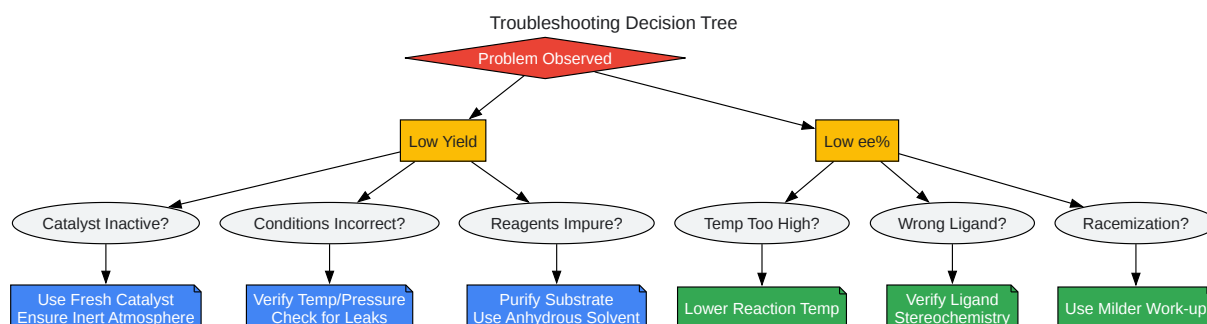 Troubleshooting Decision Tree
Problem Observed
Low Yield
Low ee%
Catalyst Inactive?
Conditions Incorrect?
Reagents Impure?
Temp Too High?
Wrong Ligand?
Racemization?
Use Fresh Catalyst
Ensure Inert Atmosphere
Verify Temp/Pressure
Check for Leaks
Purify Substrate
Use Anhydrous Solvent
Lower Reaction Temp
Verify Ligand
Stereochemistry
Use Milder Work-up